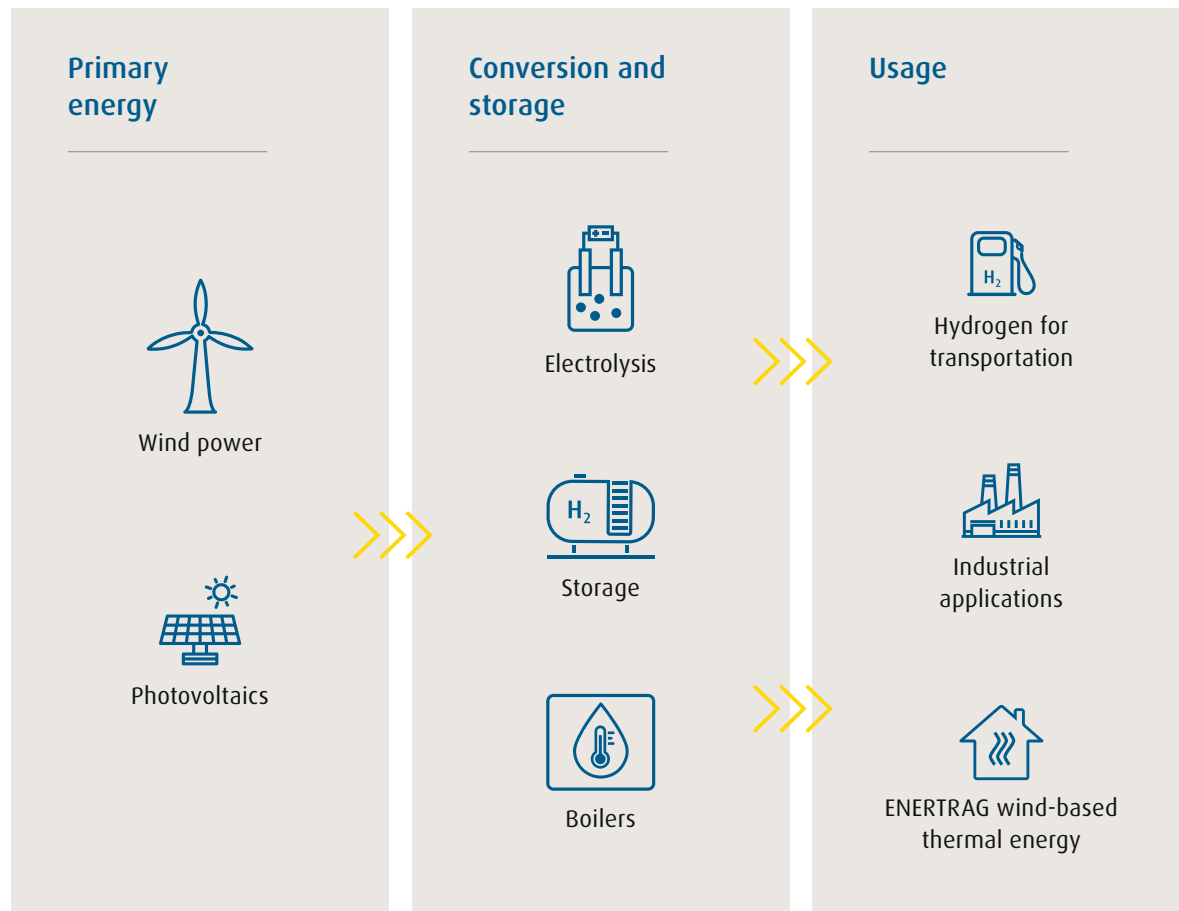 Primary
energy
Wind power
Photovoltaics
Conversion and
storage
Electrolysis
H₂
Storage
Boilers
Usage
H₂
Hydrogen for
transportation
Industrial
applications
ENERTRAG wind-based
thermal energy